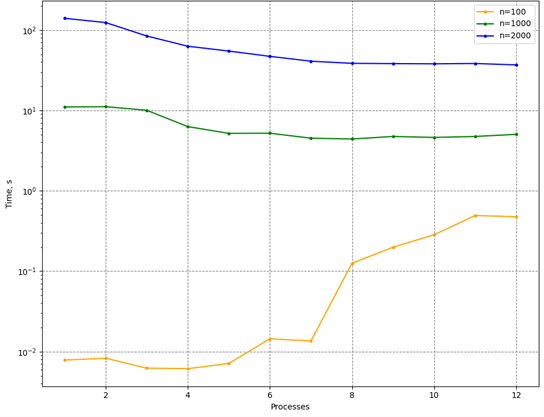 n=100
n=1000
n=2000
10²
10¹
10⁰
10⁻¹
10⁻²
Time, s
2 4 6 8 10 12
Processes